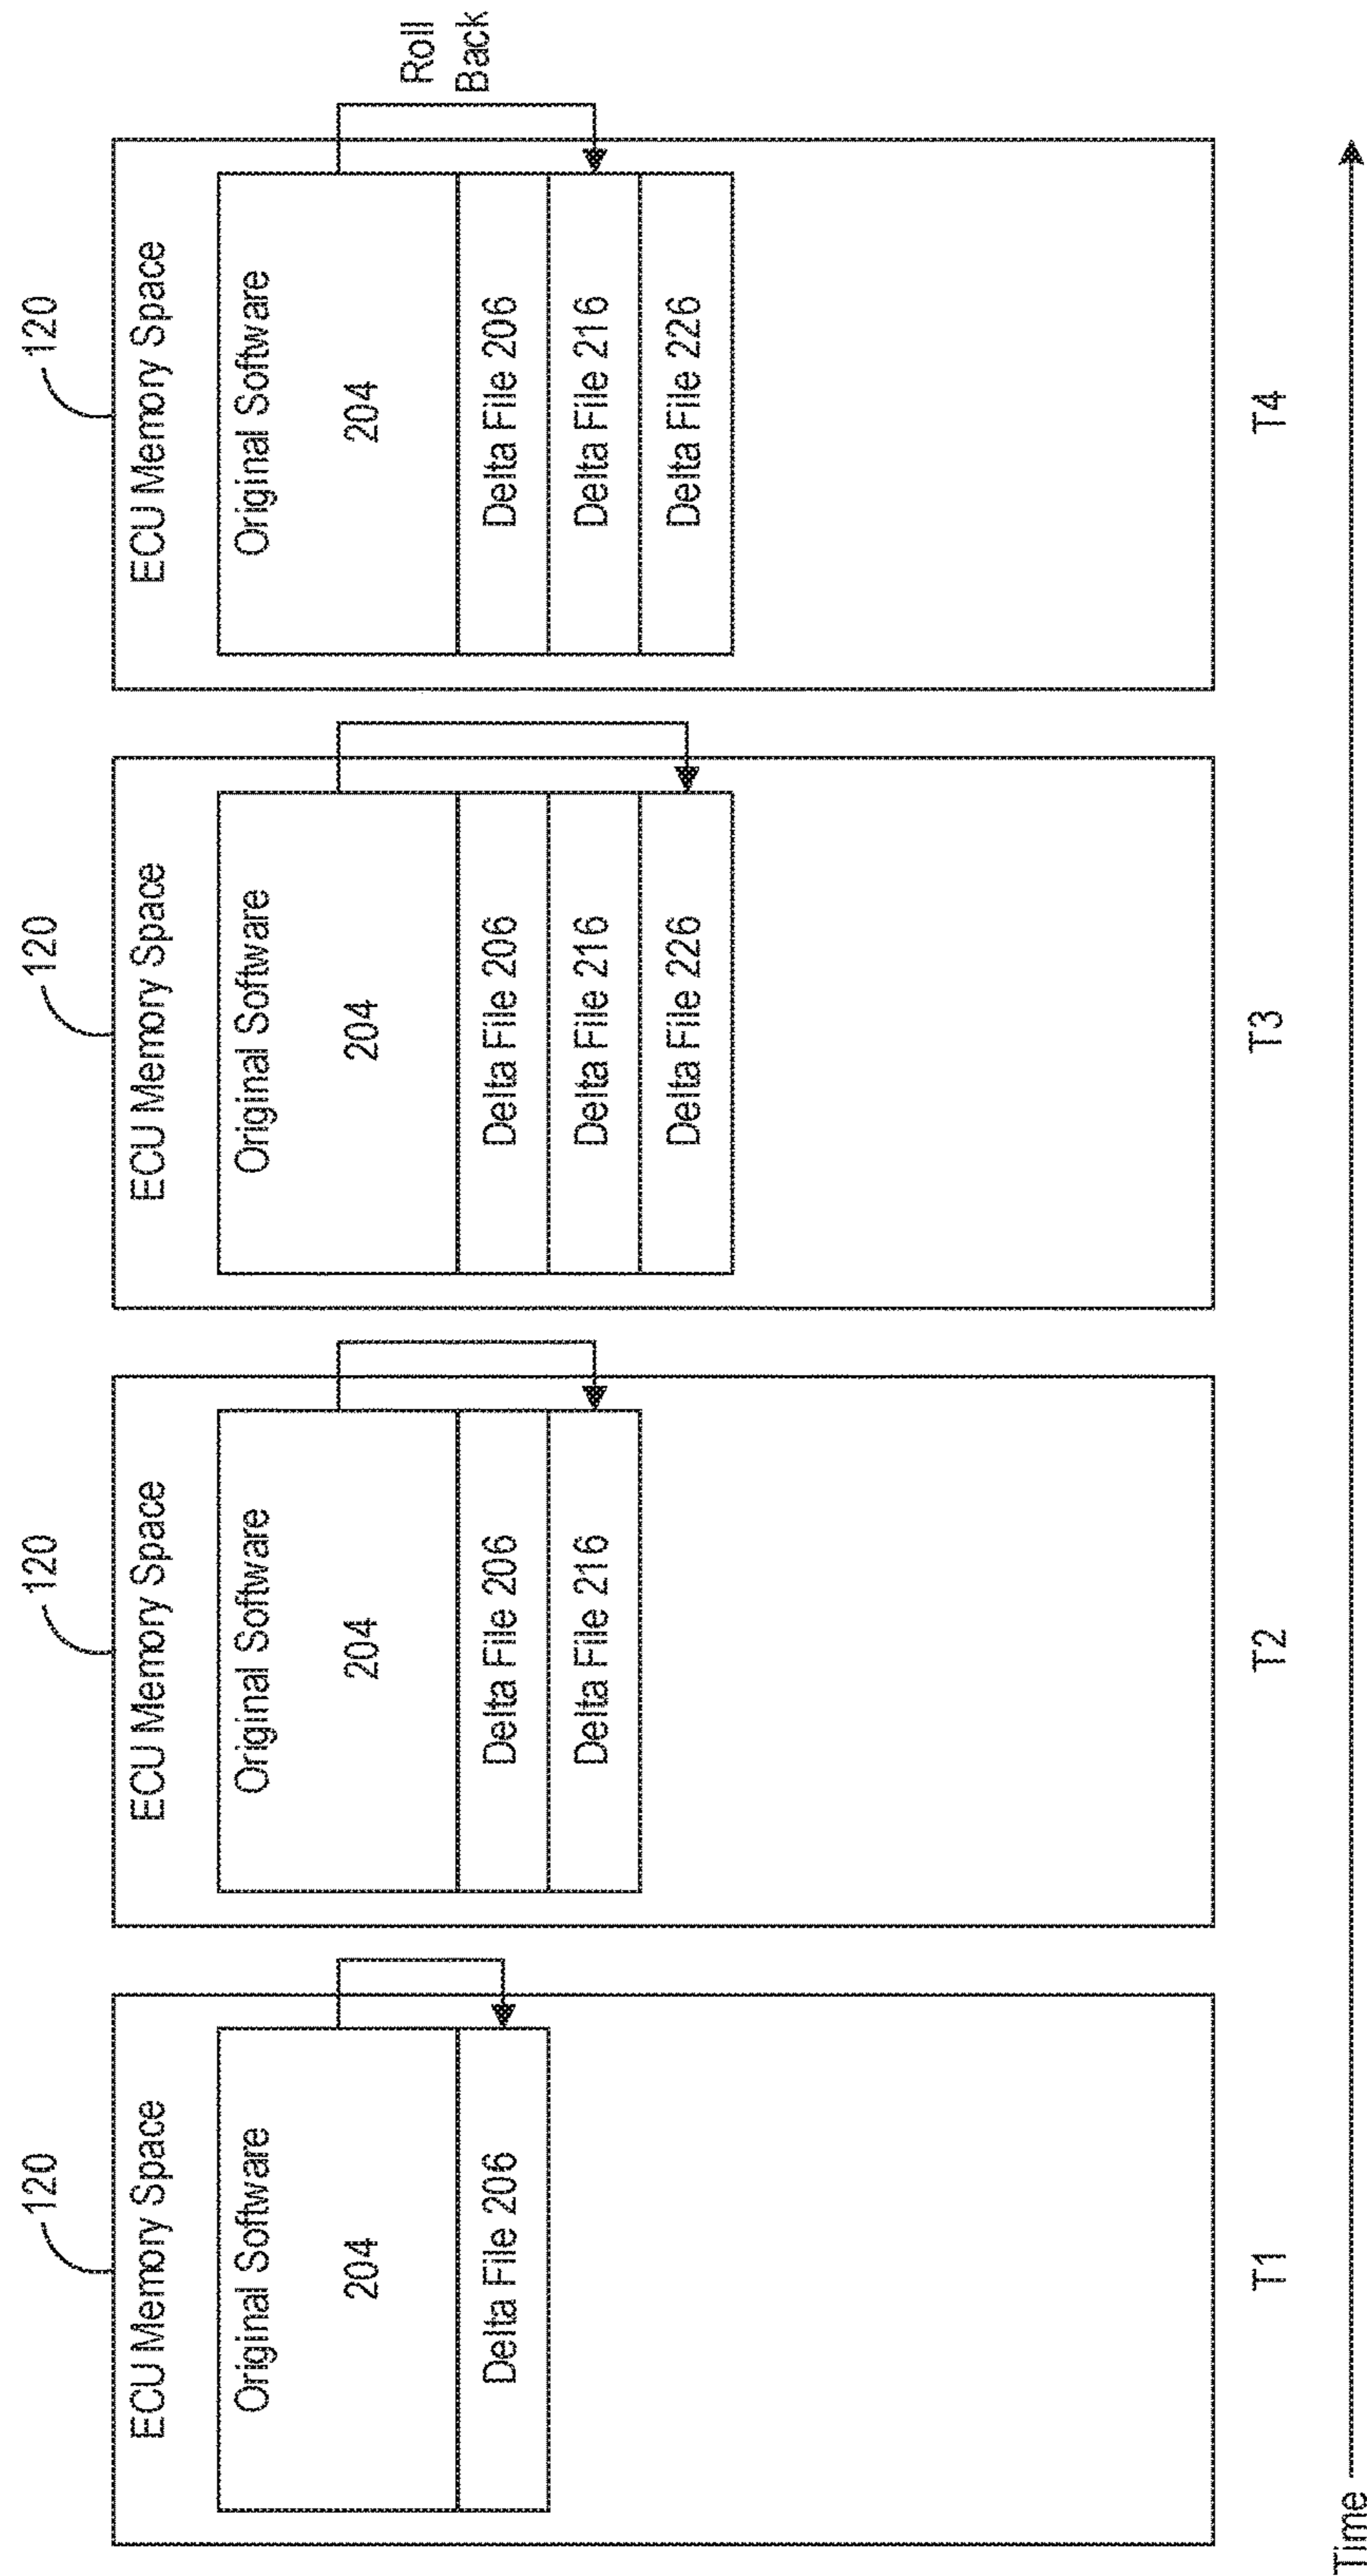 120
ECU Memory Space
Original Software
204
Delta File 206
T1
120
ECU Memory Space
Original Software
204
Delta File 206
Delta File 216
T2
120
ECU Memory Space
Original Software
204
Delta File 206
Delta File 216
Delta File 226
T3
120
ECU Memory Space
Original Software
204
Delta File 206
Delta File 216
Delta File 226
T4
Roll
Back
Time